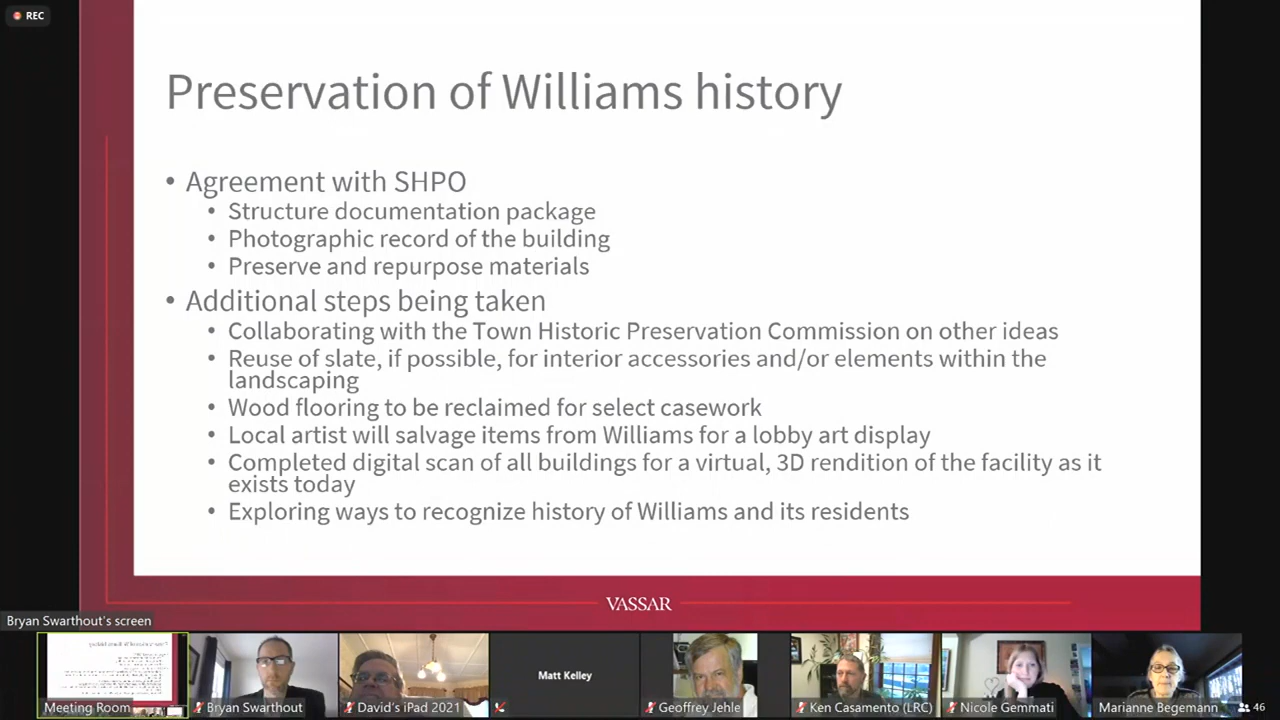 REC
Preservation of Williams history
• Agreement with SHPO
• Structure documentation package
• Photographic record of the building
• Preserve and repurpose materials
• Additional steps being taken
• Collaborating with the Town Historic Preservation Commission on other ideas
• Reuse of slate, if possible, for interior accessories and/or elements within the
landscaping
• Wood flooring to be reclaimed for select casework
• Local artist will salvage items from Williams for a lobby art display
• Completed digital scan of all buildings for a virtual, 3D rendition of the facility as it
exists today
• Exploring ways to recognize history of Williams and its residents
VASSAR
Bryan Swarthout's screen
Matt Kelley
Meeting Room
Bryan Swarthout
David's iPad 2021
Geoffrey Jehle
Ken Casamento (LRC)
Nicole Gemmati
Marianne Begemann
46